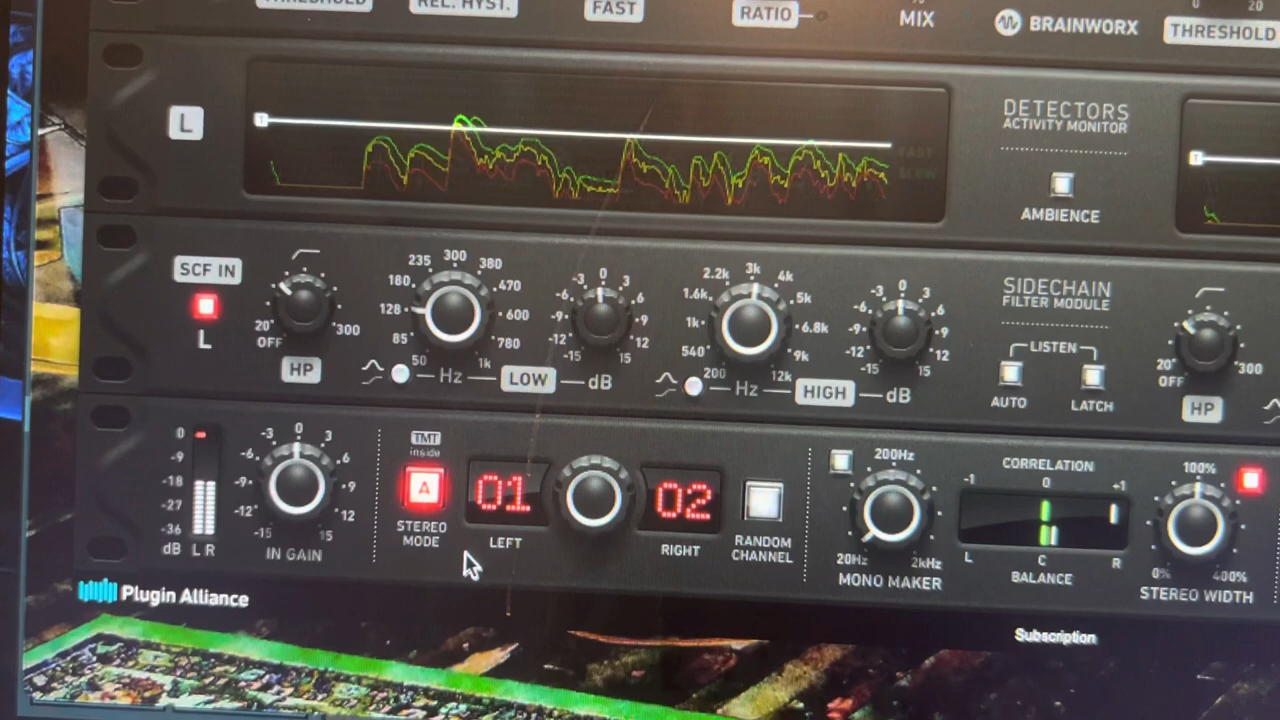 THRESHOLD
REL. HYST.
FAST
RATIO
MIX
BRAINWORX
0
20
THRESHOLD
L
T
FAST
SLOW
DETECTORS
ACTIVITY MONITOR
AMBIENCE
T
SCF IN
L
20
OFF
300
HP
50 85 128 180 235 300 380 470 600 780 1k
Hz
LOW
dB
-15 -12 -9 -6 -3 0 3 6 9 12 15
200 540 1k 1.6k 2.2k 3k 4k 5k 6.8k 9k 12k
Hz
HIGH
dB
-15 -12 -9 -6 -3 0 3 6 9 12 15
SIDECHAIN
FILTER MODULE
LISTEN
AUTO
LATCH
20
OFF
300
HP
0
-9
-18
-27
-36
dB L R
-15 -12 -9 -6 -3 0 3 6 9 12 15
IN GAIN
TMT
inside
A
STEREO
MODE
01
LEFT
02
RIGHT
RANDOM
CHANNEL
200Hz
20Hz
2kHz
MONO MAKER
CORRELATION
-1 0 +1
L C R
BALANCE
100%
0%
400%
STEREO WIDTH
Plugin Alliance
Subscription